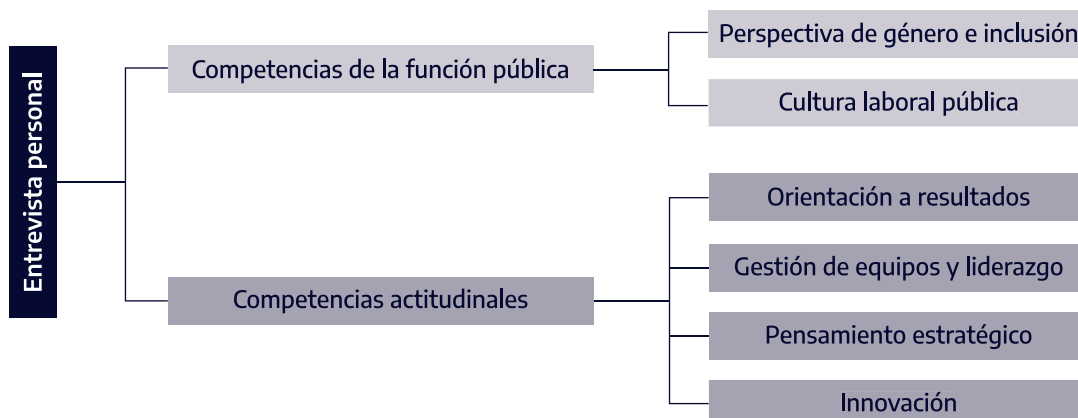 Entrevista personal
Competencias de la función pública
Perspectiva de género e inclusión
Cultura laboral pública
Competencias actitudinales
Orientación a resultados
Gestión de equipos y liderazgo
Pensamiento estratégico
Innovación